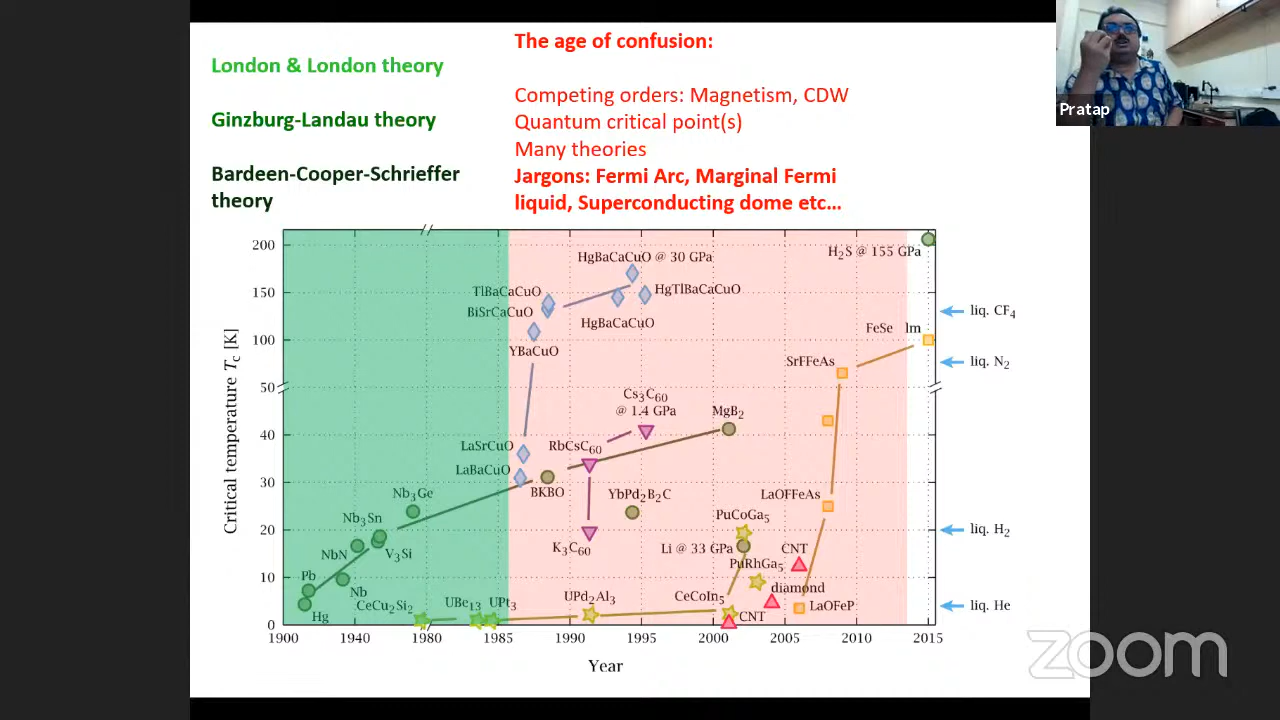 London & London theory
Ginzburg-Landau theory
Bardeen-Cooper-Schrieffer
theory
The age of confusion:
Competing orders: Magnetism, CDW
Quantum critical point(s)
Many theories
Jargons: Fermi Arc, Marginal Fermi
liquid, Superconducting dome etc…
Pratap
Critical temperature Tc [K]
200
150
100
50
40
30
20
10
0
H2S @ 155 GPa
HgBaCaCuO @ 30 GPa
TlBaCaCuO
HgTlBaCaCuO
BiSrCaCuO
HgBaCaCuO
FeSe lm
YBaCuO
SrFFeAs
Cs3C60
@ 1.4 GPa
MgB2
LaSrCuO
RbCsC60
LaBaCuO
BKBO
YbPd2B2C
LaOFFeAs
Nb3Ge
Nb3Sn
PuCoGa5
NbN
V3Si
K3C60
Li @ 33 GPa
CNT
PuRhGa5
Pb
Nb
diamond
CeCu2Si2
UBe13
UPt3
UPd2Al3
CeCoIn5
LaOFeP
Hg
CNT
liq. CF4
liq. N2
liq. H2
liq. He
1900
1940
1980
1985
1990
1995
2000
2005
2010
2015
Year
zoom